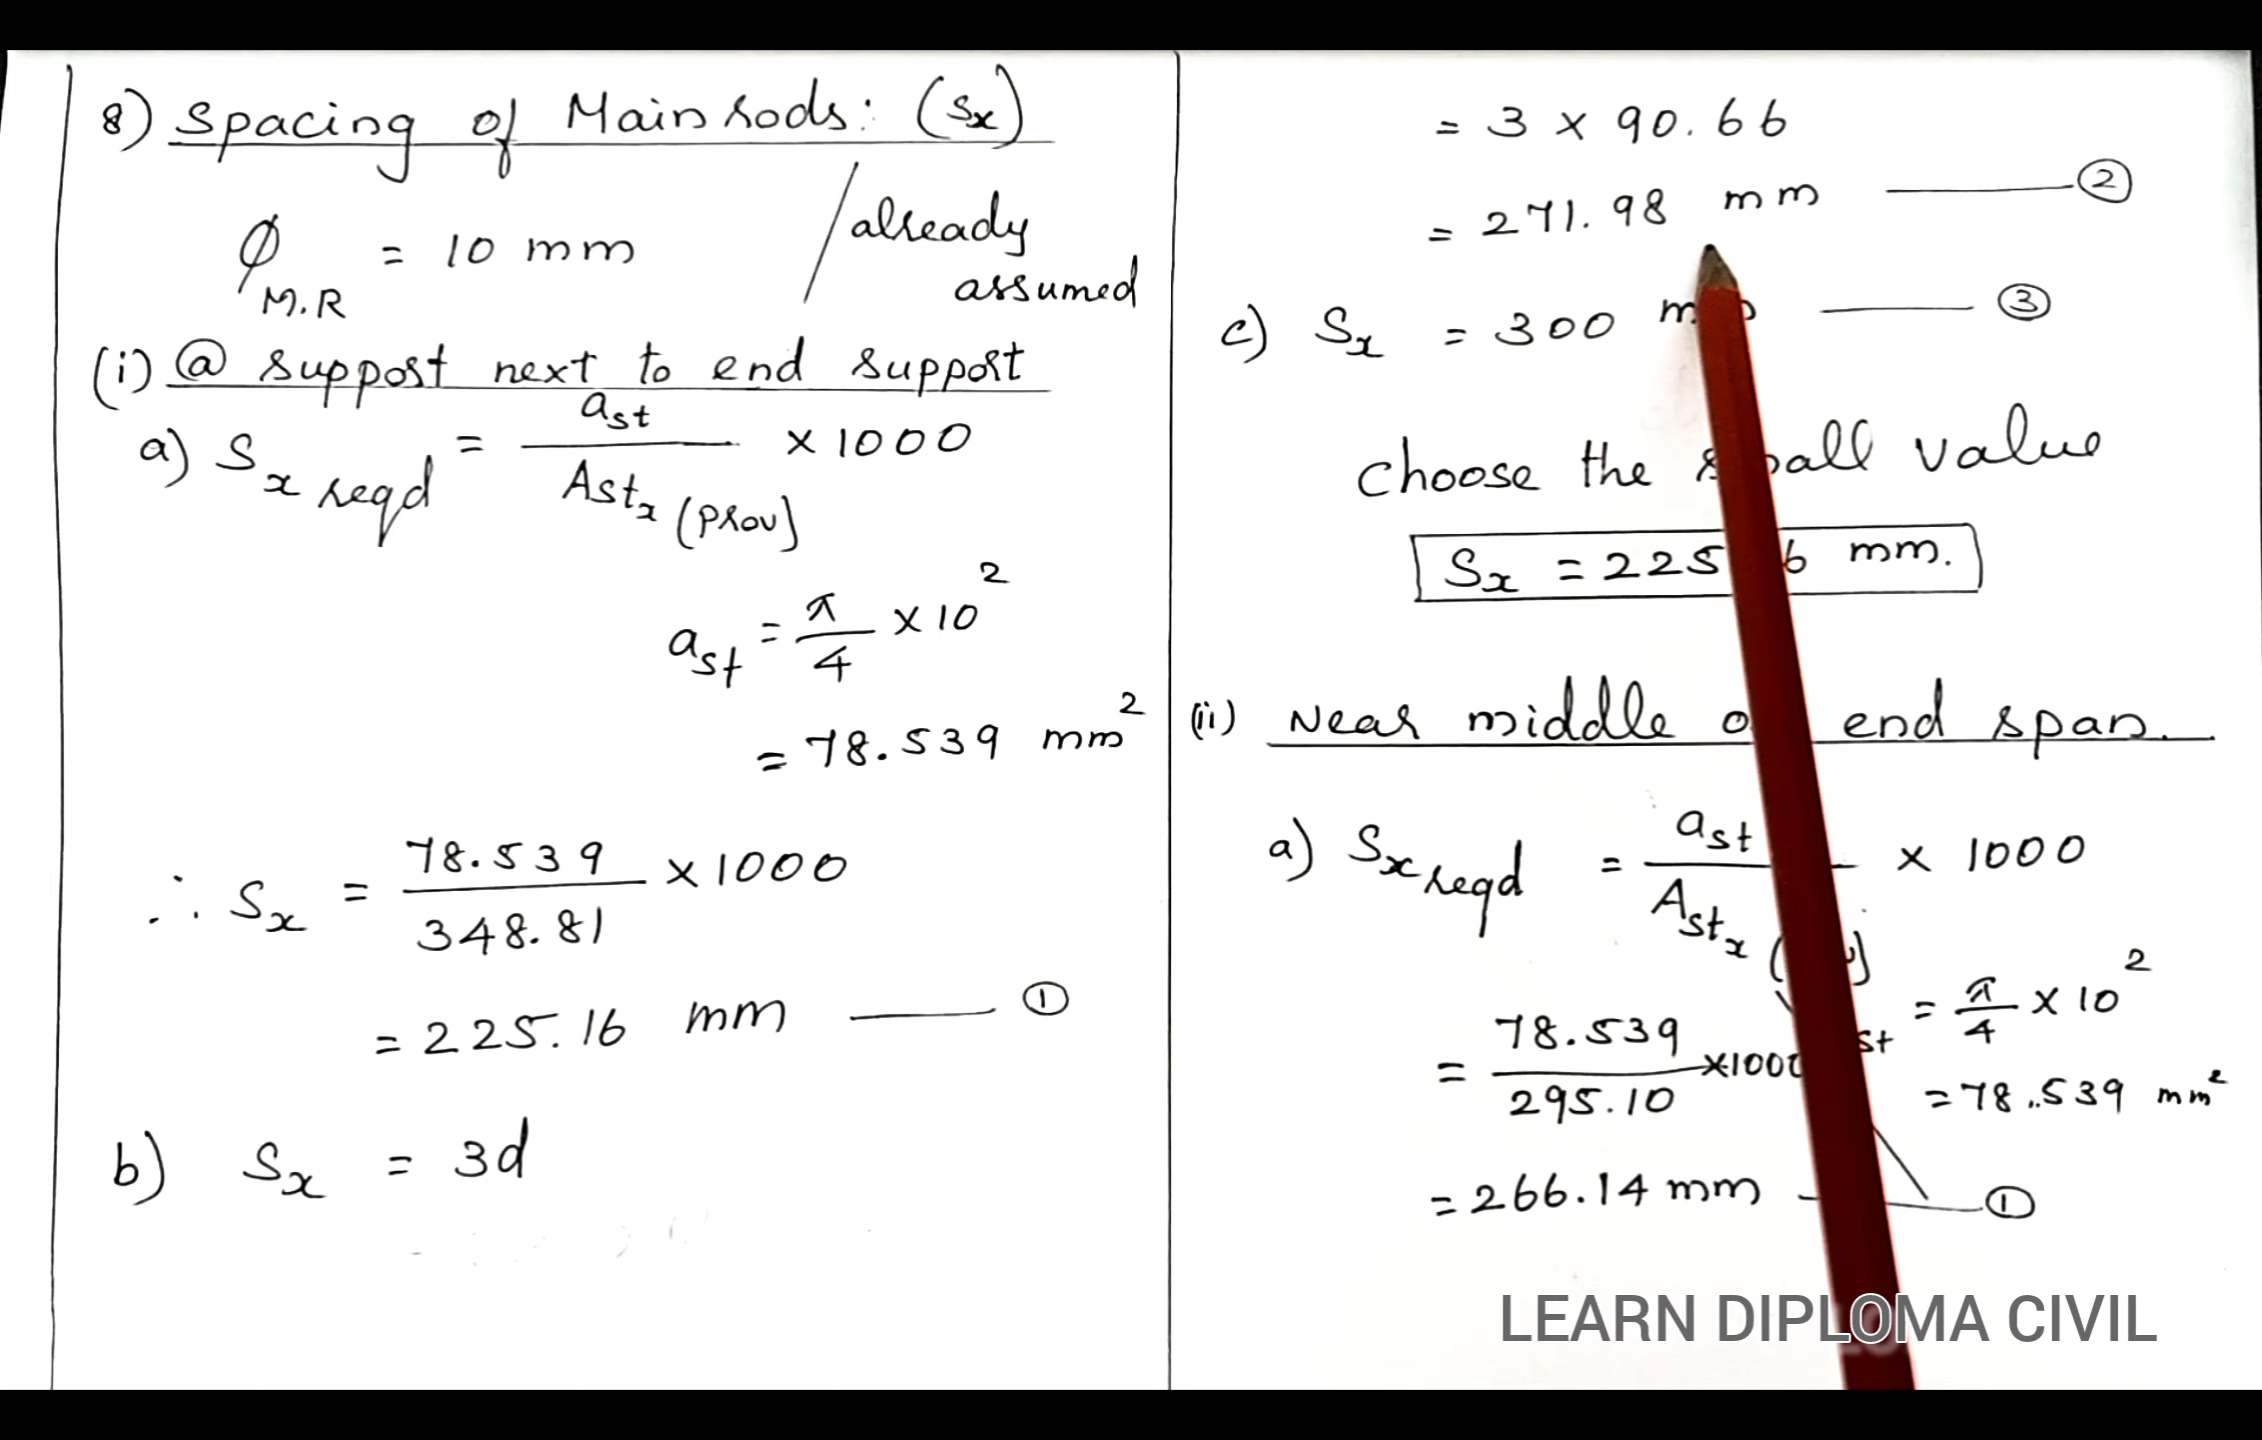 8) Spacing of Main rods: (Sx)
φ M.R = 10 mm / already assumed
(i) @ support next to end support
a) Sx reqd = ast / Astx (prov) × 1000
ast = π/4 × 10²
= 78.539 mm²
∴ Sx = 78.539 / 348.81 × 1000
= 225.16 mm —— ①
b) Sx = 3d
= 3 × 90.66
= 271.98 mm —— ②
c) Sx = 300 —— ③
choose the value
Sx = 225 6 mm.
(ii) Near middle end span.
a) Sx reqd = ast / Astx × 1000
= 78.539 / 295.10 × 1000
st = π/4 × 10²
= 78.539 mm²
= 266.14 mm —— ①
LEARN DIPLOMA CIVIL